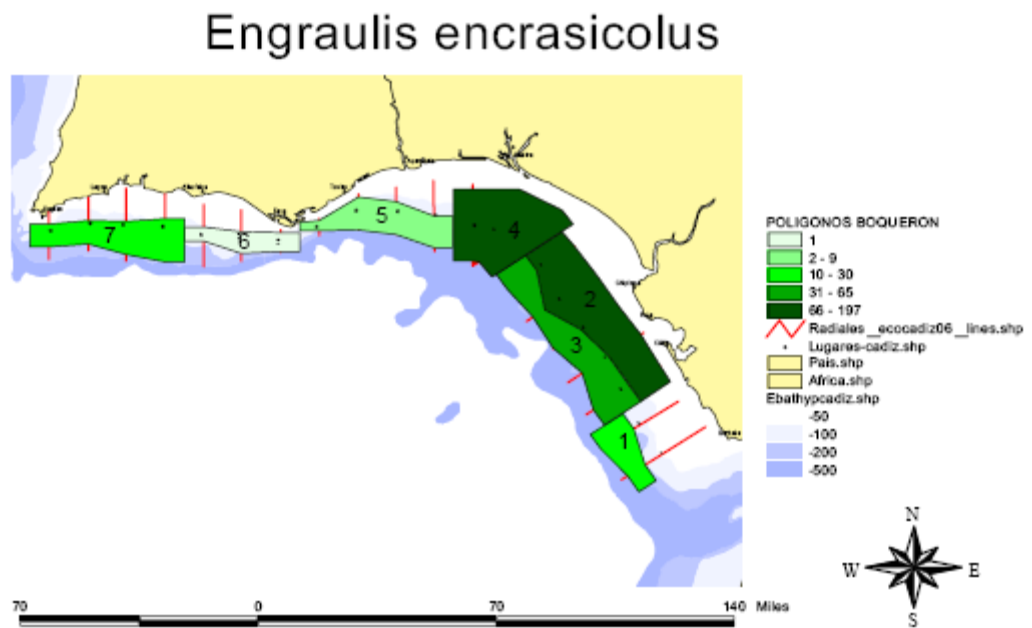 Engraulis encrasicolus
7
6
5
4
2
3
1
POLIGONOS BOQUERON
1
2 - 9
10 - 30
31 - 65
66 - 197
Radiales _ecocadiz06 _lines.shp
Lugares-cadiz.shp
Pais.shp
Africa.shp
Ebathypcadiz.shp
-50
-100
-200
-500
N
W E
S
70 0 70 140 Miles